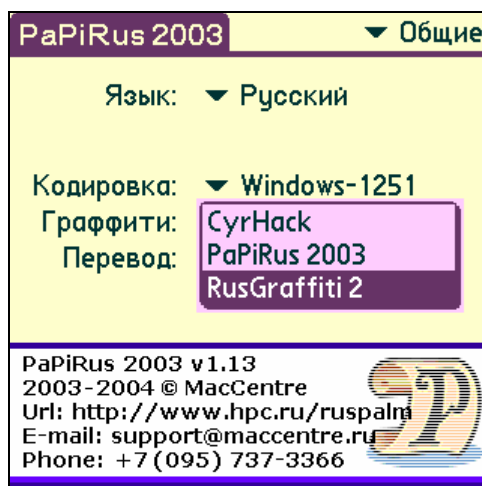 PaPiRus 2003 Общие
Язык: Русский
Кодировка: Windows-1251
Граффити: CyrHack
Перевод: PaPiRus 2003
RusGraffiti 2
PaPiRus 2003 v1.13
2003-2004 © MacCentre
Url: http://www.hpc.ru/ruspalm
E-mail: support@maccentre.ru
Phone: +7 (095) 737-3366